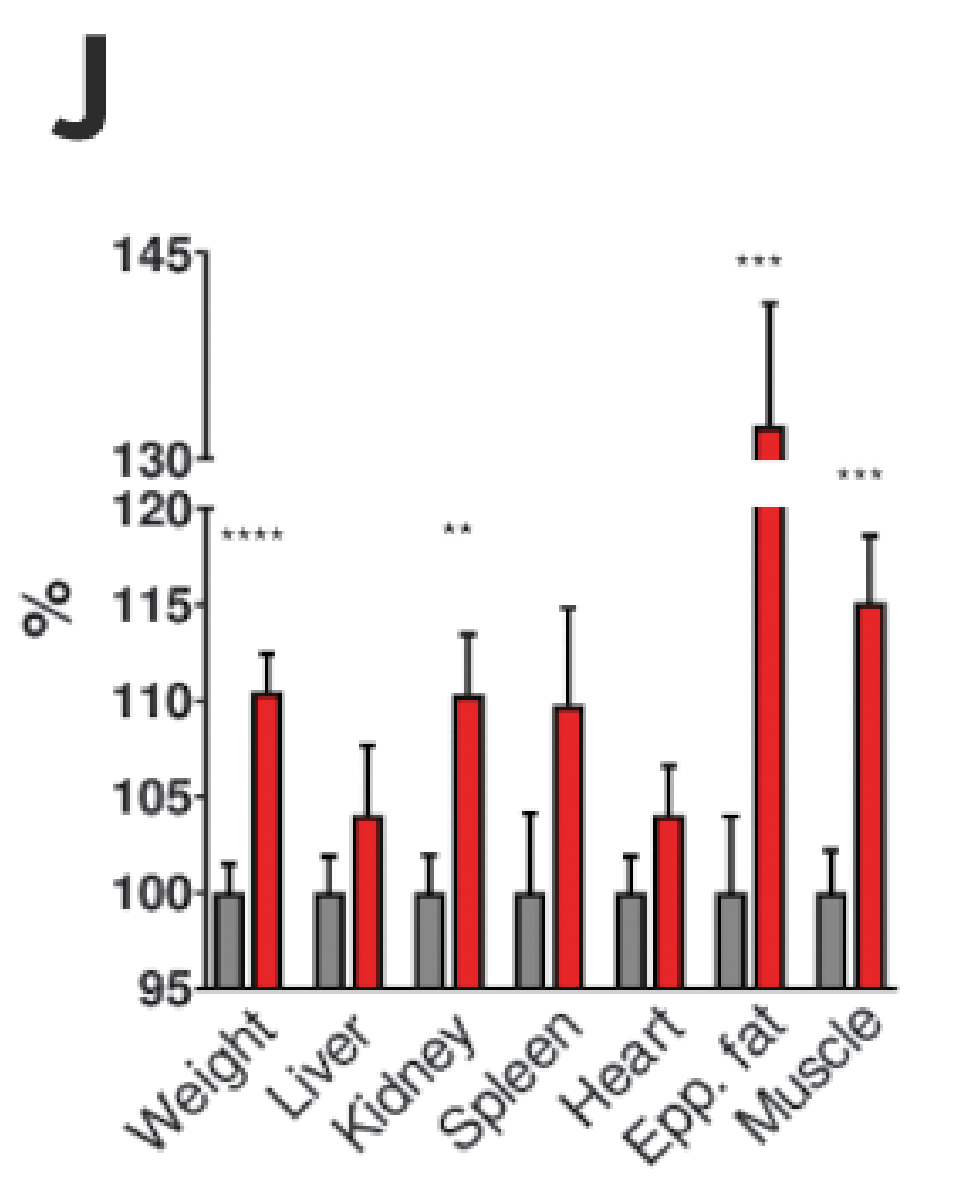 J
145
***
130
***
120
****
**
115
%
110
105
100
95
Weight
Liver
Kidney
Spleen
Heart
Epp. fat
Muscle